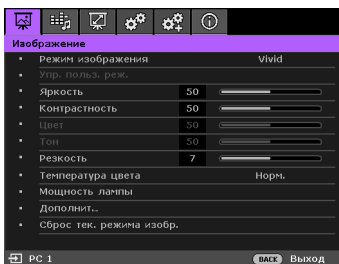 Изображение
Режим изображения Vivid
Упр. польз. реж.
Яркость 50
Контрастность 50
Цвет 50
Тон 50
Резкость 7
Температура цвета Норм.
Мощность лампы
Дополнит..
Сброс тек. режима изобр.
PC 1 BACK Выход